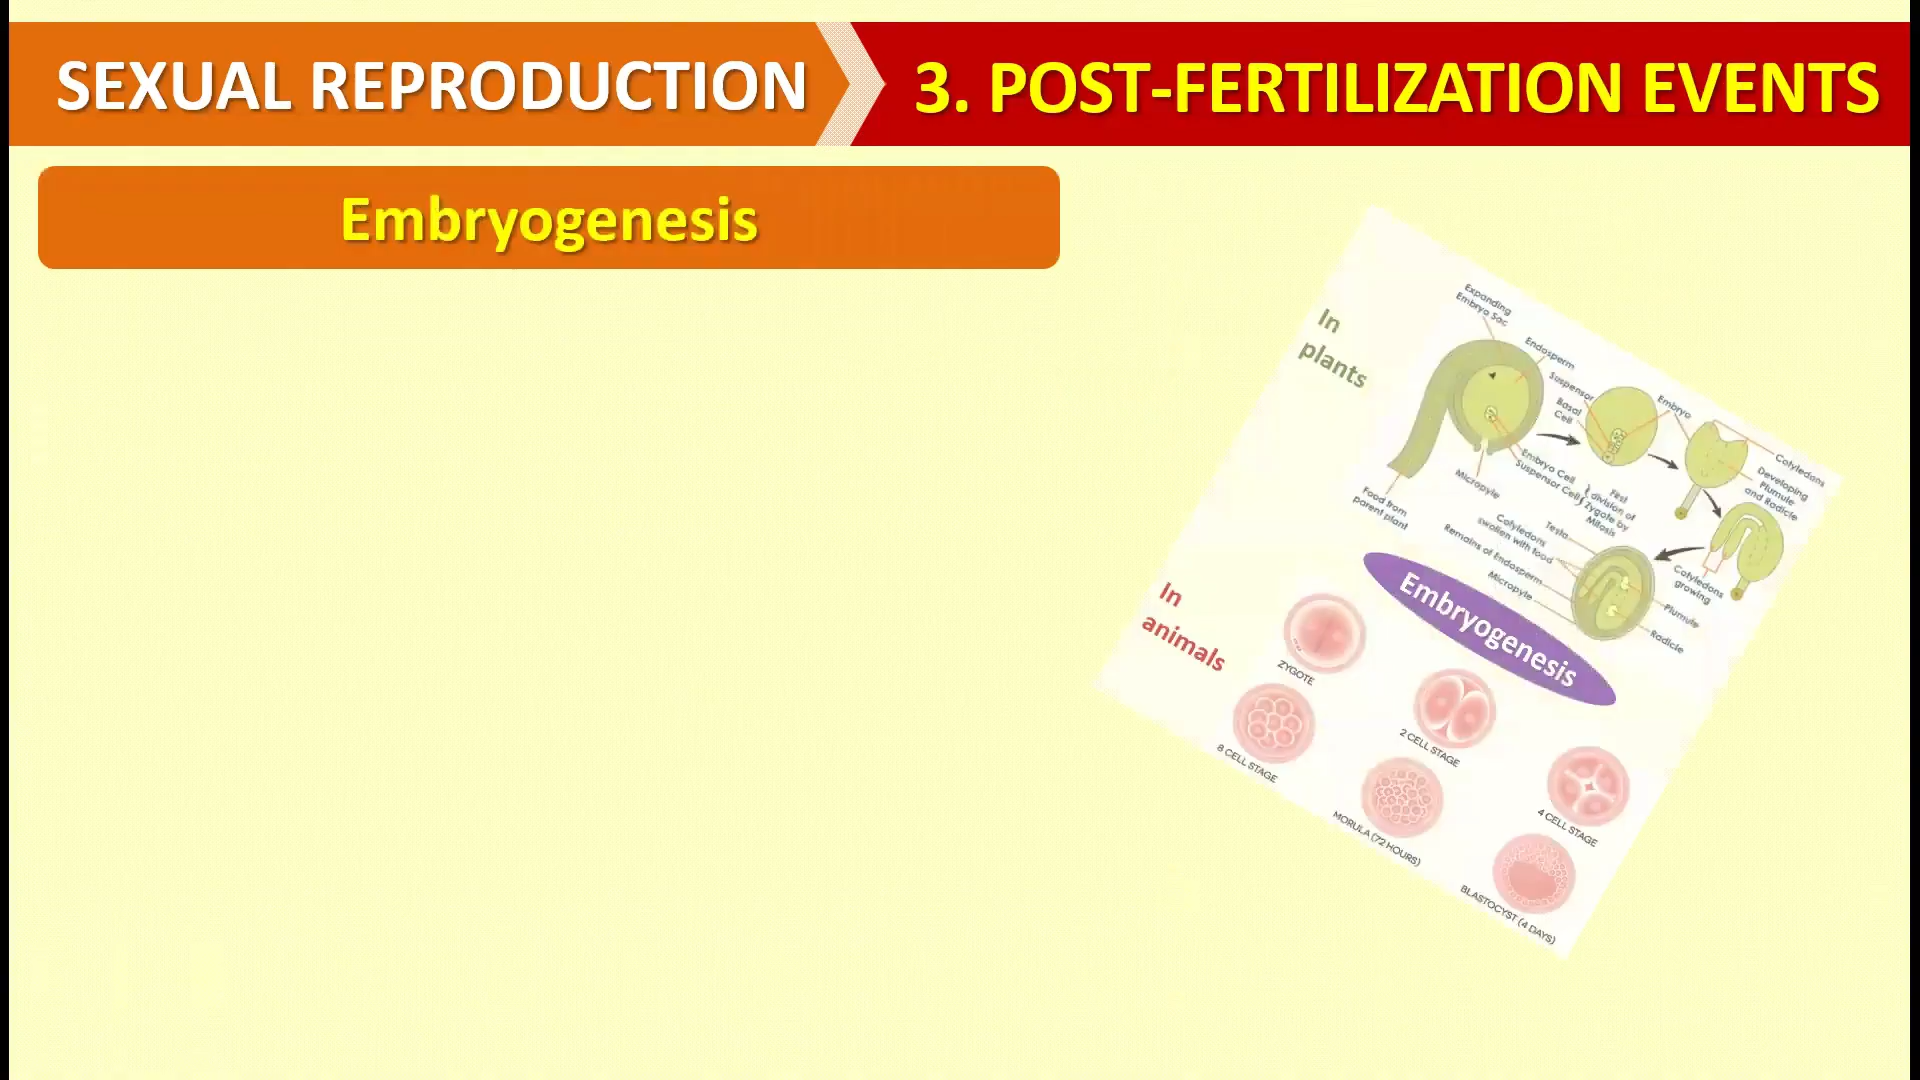 SEXUAL REPRODUCTION
3. POST-FERTILIZATION EVENTS
Embryogenesis
In
plants
Expanding
Embryo Sac
Endosperm
Suspensor
Basal
Cell
Embryo
Cotyledons
Developing
Plumule
and Radicle
Embryo Cell
Suspensor Cell
First
division of
Zygote by
Mitosis
Micropyle
Food from
parent plant
Cotyledons
swollen with food
Testa
Remains of Endosperm
Micropyle
Cotyledons
growing
Plumule
Radicle
Embryogenesis
In
animals
ZYGOTE
2 CELL STAGE
4 CELL STAGE
8 CELL STAGE
MORULA (72 HOURS)
BLASTOCYST (4 DAYS)